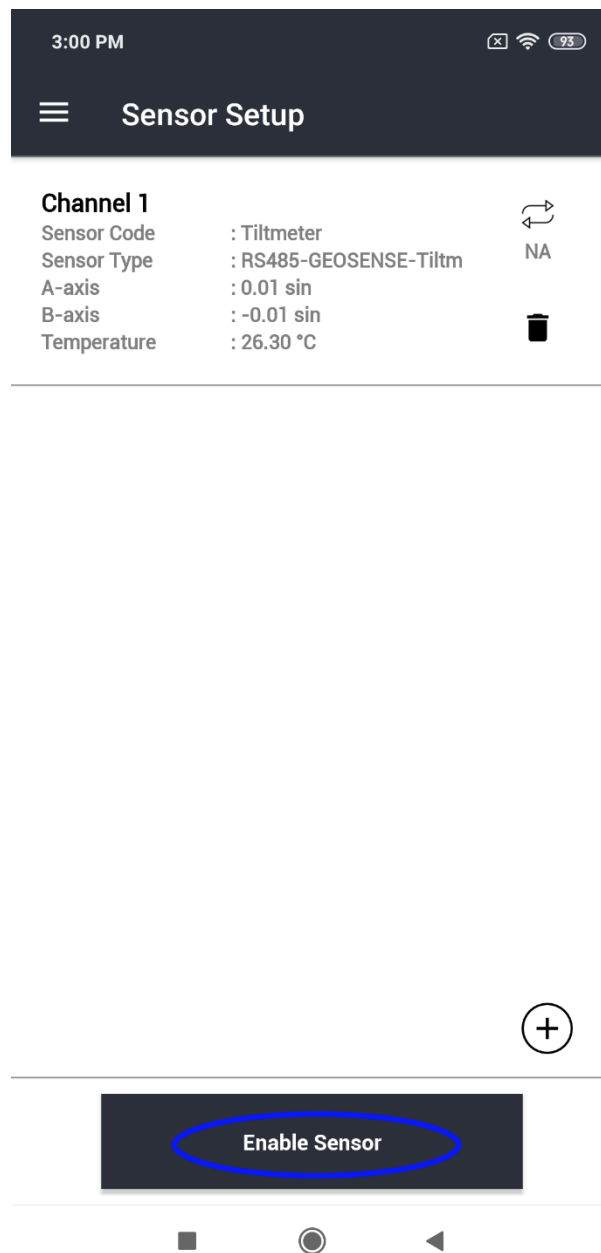 3:00 PM 93
Sensor Setup
Channel 1
Sensor Code : Tiltmeter
Sensor Type : RS485-GEOSENSE-Tiltm
NA
A-axis : 0.01 sin
B-axis : -0.01 sin
Temperature : 26.30 °C
Enable Sensor